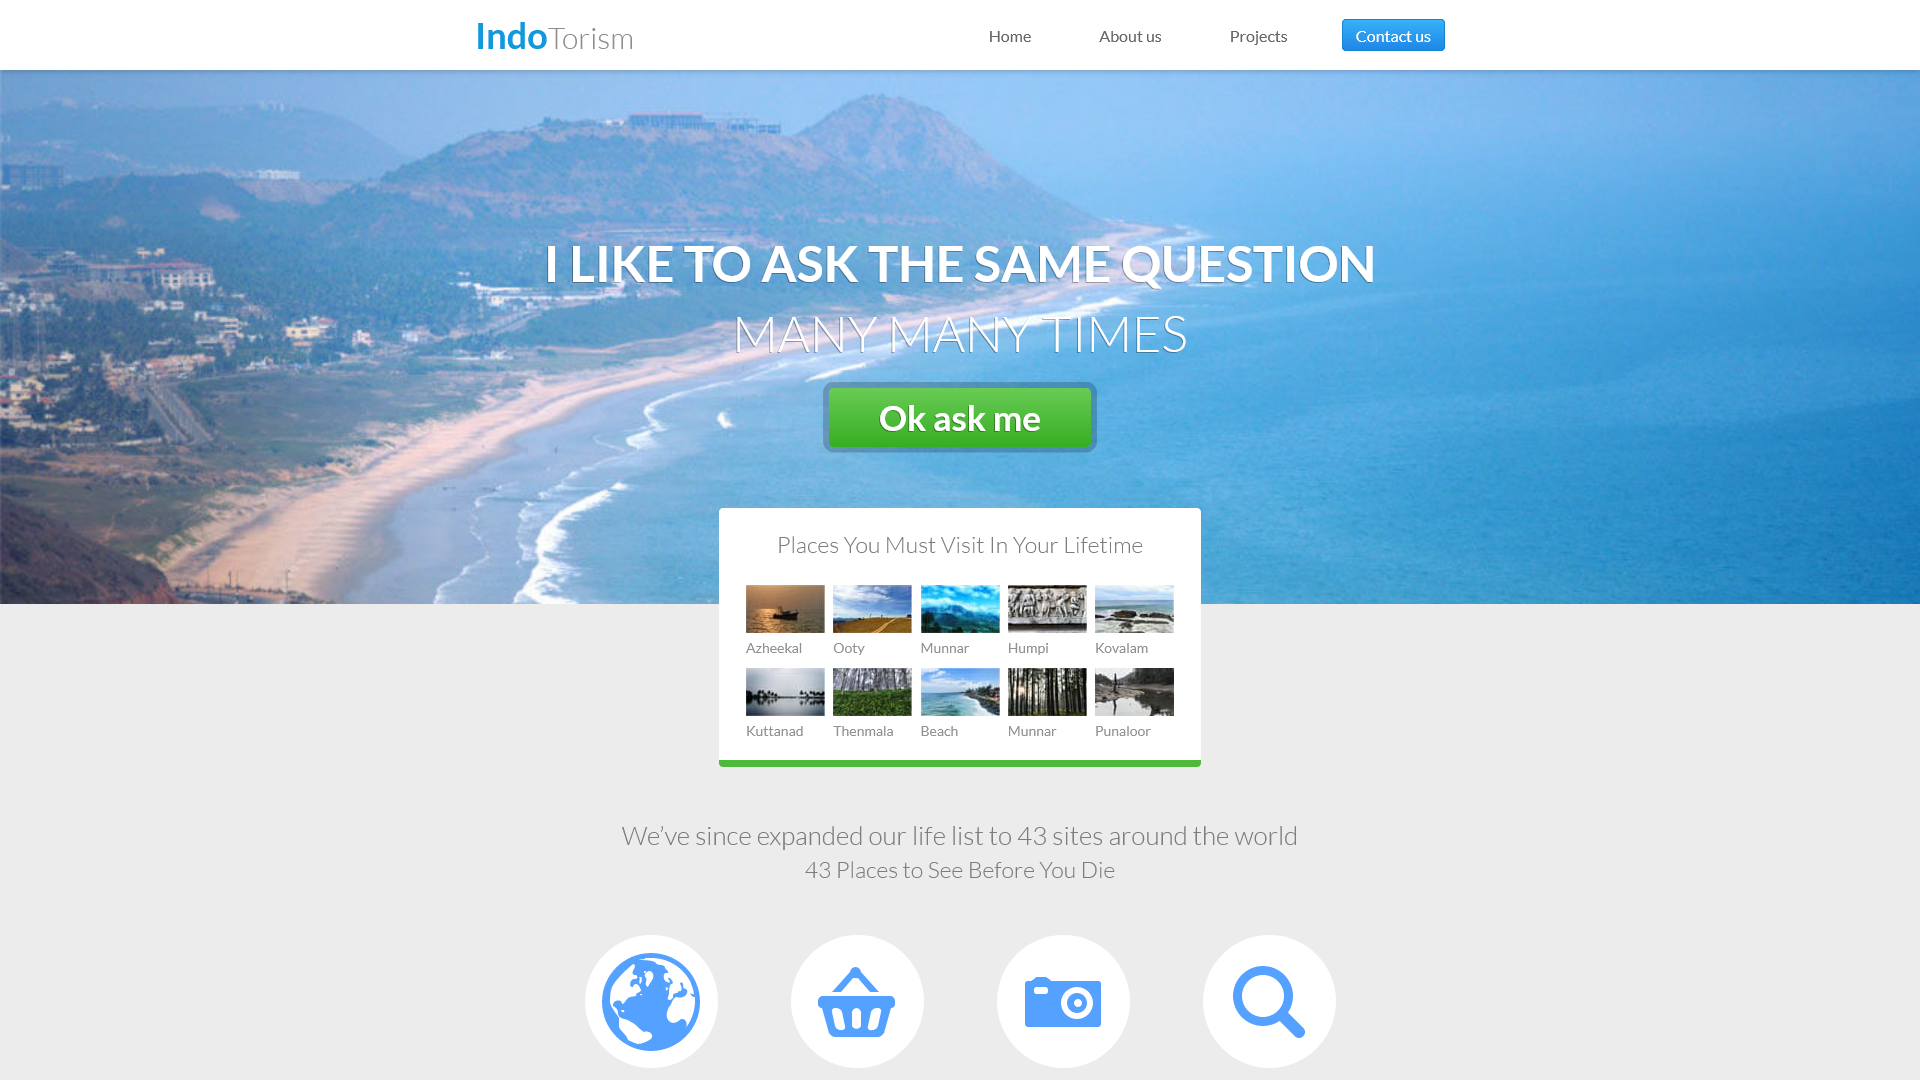 IndoTorism
Home
About us
Projects
Contact us
I LIKE TO ASK THE SAME QUESTION
MANY MANY TIMES
Ok ask me
Places You Must Visit In Your Lifetime
Azheekal
Ooty
Munnar
Humpi
Kovalam
Kuttanad
Thenmala
Beach
Munnar
Punaloor
We’ve since expanded our life list to 43 sites around the world
43 Places to See Before You Die